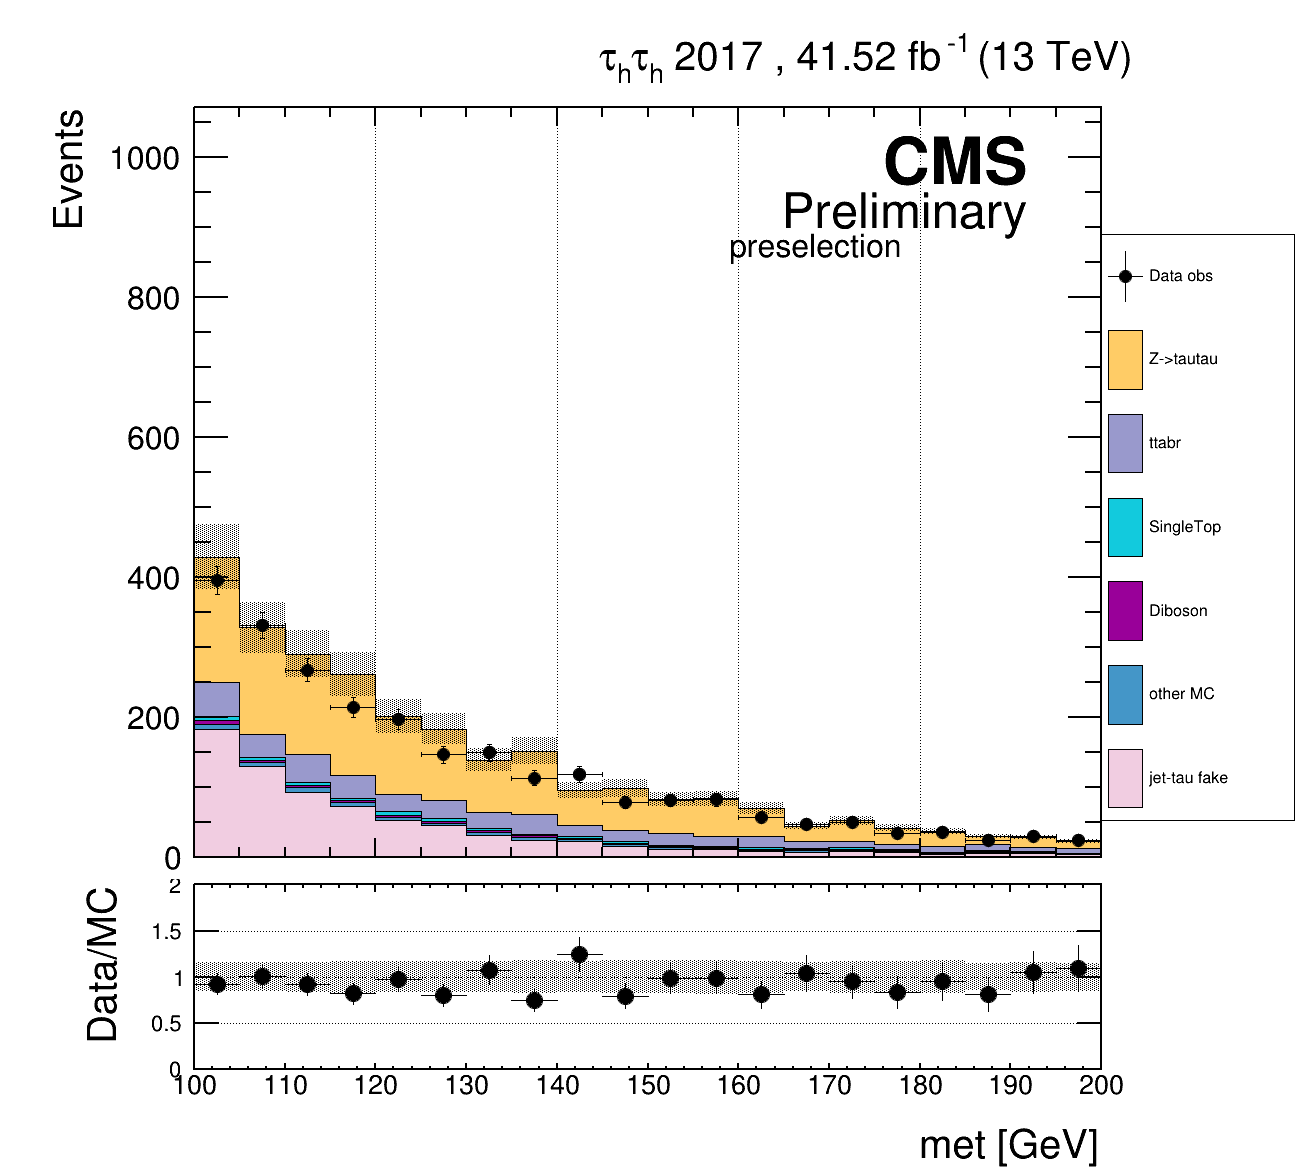 τhτh 2017 , 41.52 fb-1 (13 TeV)
Events
1000
800
600
400
200
0
CMS
Preliminary
preselection
Data obs
Z->tautau
ttabr
SingleTop
Diboson
other MC
jet-tau fake
Data/MC
2
1.5
1
0.5
0
100 110 120 130 140 150 160 170 180 190 200
met [GeV]